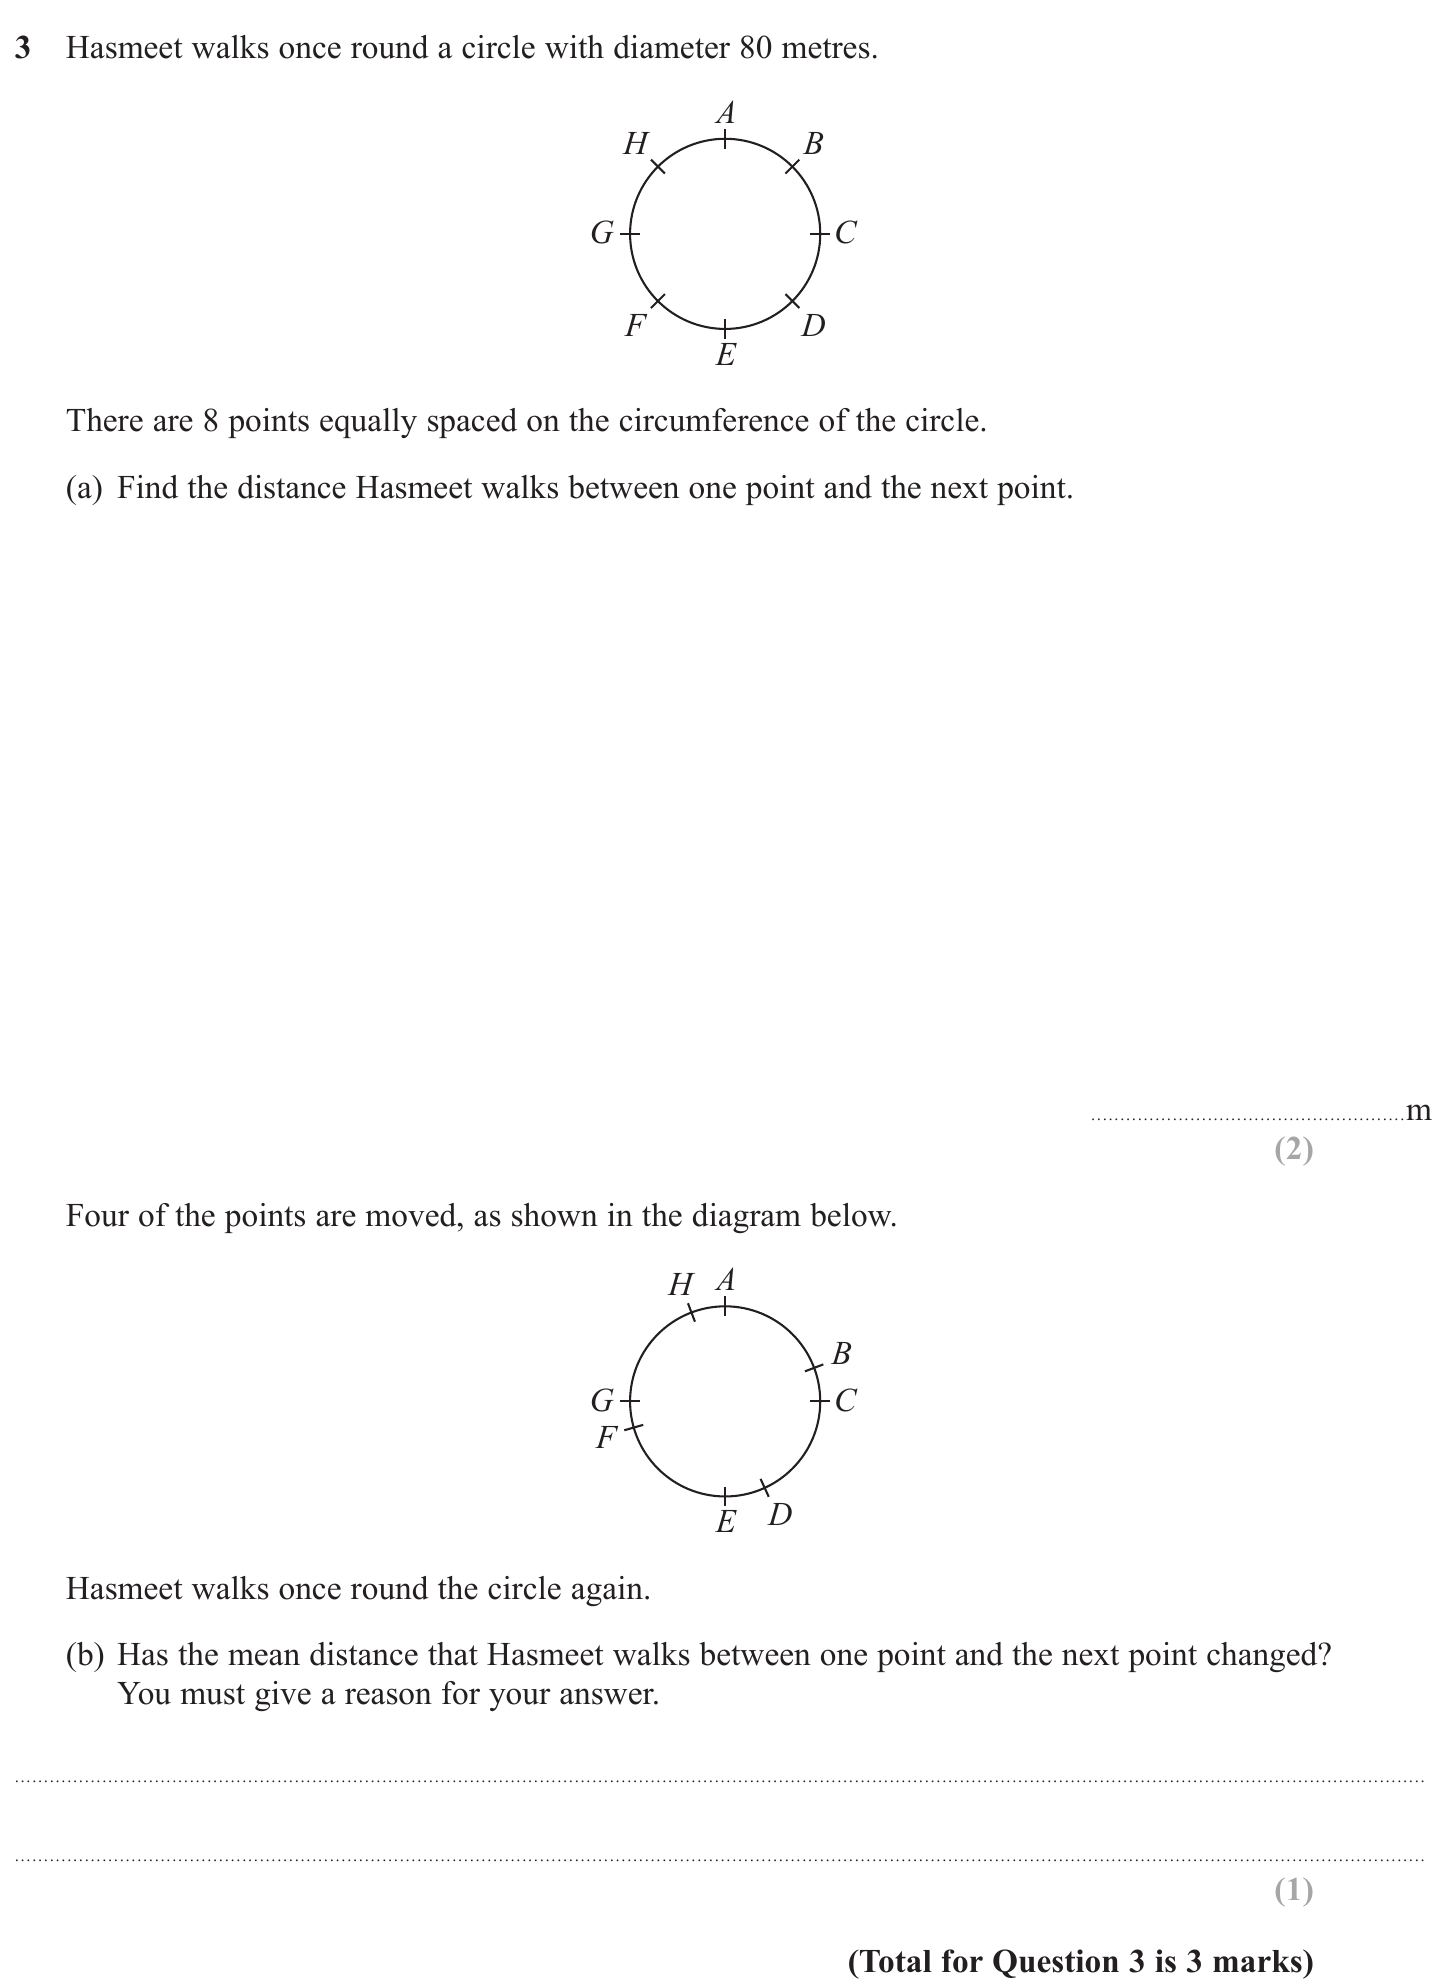 3 Hasmeet walks once round a circle with diameter 80 metres.
A
H
B
G
C
F
D
E
There are 8 points equally spaced on the circumference of the circle.
(a) Find the distance Hasmeet walks between one point and the next point.
m
(2)
Four of the points are moved, as shown in the diagram below.
H A
B
G
C
F
E D
Hasmeet walks once round the circle again.
(b) Has the mean distance that Hasmeet walks between one point and the next point changed?
You must give a reason for your answer.
(1)
(Total for Question 3 is 3 marks)